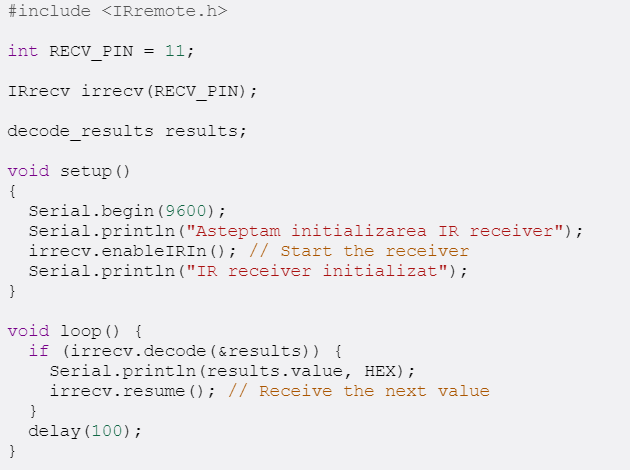 #include <IRremote.h>
int RECV_PIN = 11;
IRrecv irrecv(RECV_PIN);
decode_results results;
void setup()
{
  Serial.begin(9600);
  Serial.println("Asteptam initializarea IR receiver");
  irrecv.enableIRIn(); // Start the receiver
  Serial.println("IR receiver initializat");
}
void loop() {
  if (irrecv.decode(&results)) {
    Serial.println(results.value, HEX);
    irrecv.resume(); // Receive the next value
  }
  delay(100);
}